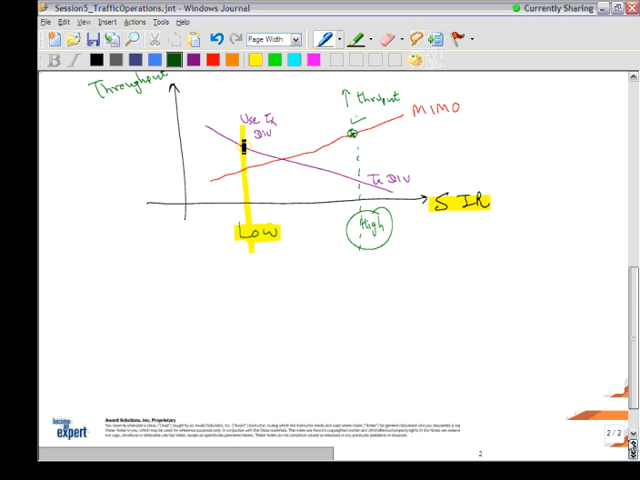 Session5_TrafficOperations.jnt - Windows Journal
Currently Sharing
File Edit View Insert Actions Tools Help
Page Width
Throughput
↑ thruput
MIMO
Use Tx
DIV
Tx DIV
SIR
Low
High
expert
Award Solutions, Inc. Proprietary
2 / 2
2